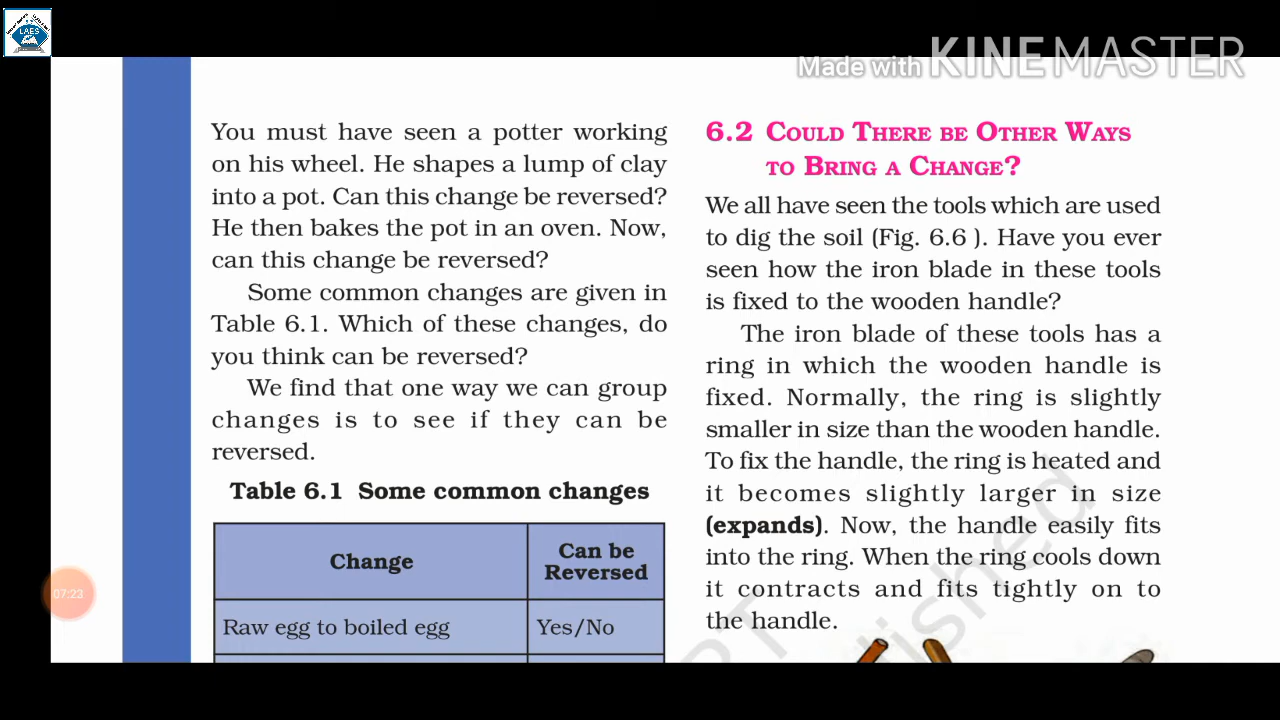 LAES
Made with KINEMASTER
You must have seen a potter working
on his wheel. He shapes a lump of clay
into a pot. Can this change be reversed?
He then bakes the pot in an oven. Now,
can this change be reversed?
Some common changes are given in
Table 6.1. Which of these changes, do
you think can be reversed?
We find that one way we can group
changes is to see if they can be
reversed.
Table 6.1 Some common changes
Change
Can be
Reversed
Raw egg to boiled egg
Yes/No
07:23
6.2 COULD THERE BE OTHER WAYS
TO BRING A CHANGE?
We all have seen the tools which are used
to dig the soil (Fig. 6.6 ). Have you ever
seen how the iron blade in these tools
is fixed to the wooden handle?
The iron blade of these tools has a
ring in which the wooden handle is
fixed. Normally, the ring is slightly
smaller in size than the wooden handle.
To fix the handle, the ring is heated and
it becomes slightly larger in size
(expands). Now, the handle easily fits
into the ring. When the ring cools down
it contracts and fits tightly on to
the handle.